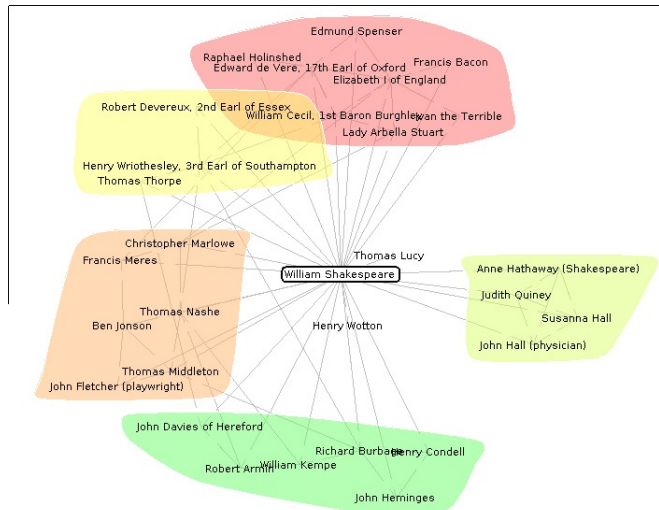 Edmund Spenser
Raphael Holinshed
Francis Bacon
Edward de Vere, 17th Earl of Oxford
Elizabeth I of England
Robert Devereux, 2nd Earl of Essex
William Cecil, 1st Baron Burghley
Ivan the Terrible
Lady Arbella Stuart
Henry Wriothesley, 3rd Earl of Southampton
Thomas Thorpe
Christopher Marlowe
Thomas Lucy
Francis Meres
William Shakespeare
Anne Hathaway (Shakespeare)
Judith Quiney
Thomas Nashe
Susanna Hall
Ben Jonson
Henry Wotton
John Hall (physician)
Thomas Middleton
John Fletcher (playwright)
John Davies of Hereford
Richard Burbage
Henry Condell
William Kempe
Robert Armin
John Heminges